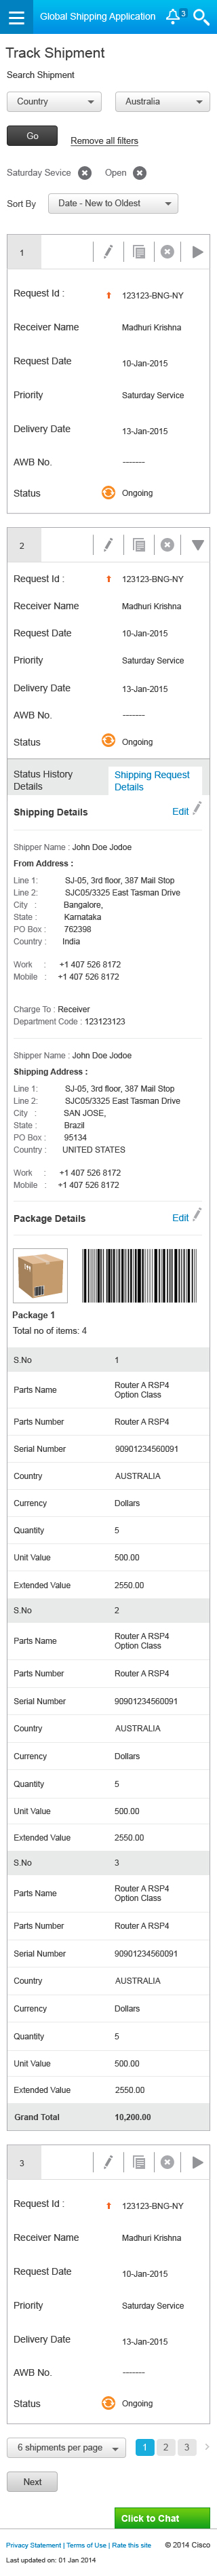 Global Shipping Application 3
Track Shipment
Search Shipment
Country Australia
Go Remove all filters
Saturday Sevice Open
Sort By Date - New to Oldest
1
Request Id : 123123-BNG-NY
Receiver Name Madhuri Krishna
Request Date 10-Jan-2015
Priority Saturday Service
Delivery Date 13-Jan-2015
AWB No. -------
Status Ongoing
2
Request Id : 123123-BNG-NY
Receiver Name Madhuri Krishna
Request Date 10-Jan-2015
Priority Saturday Service
Delivery Date 13-Jan-2015
AWB No. -------
Status Ongoing
Status History Details
Shipping Request Details
Shipping Details Edit
Shipper Name : John Doe Jodoe
From Address :
Line 1: SJ-05, 3rd floor, 387 Mail Stop
Line 2: SJC05/3325 East Tasman Drive
City : Bangalore,
State : Karnataka
PO Box : 762398
Country : India
Work : +1 407 526 8172
Mobile : +1 407 526 8172
Charge To : Receiver
Department Code : 123123123
Shipper Name : John Doe Jodoe
Shipping Address :
Line 1: SJ-05, 3rd floor, 387 Mail Stop
Line 2: SJC05/3325 East Tasman Drive
City : SAN JOSE,
State : Brazil
PO Box : 95134
Country : UNITED STATES
Work : +1 407 526 8172
Mobile : +1 407 526 8172
Package Details Edit
Package 1
Total no of items: 4
S.No 1
Parts Name Router A RSP4
Option Class
Parts Number Router A RSP4
Serial Number 90901234560091
Country AUSTRALIA
Currency Dollars
Quantity 5
Unit Value 500.00
Extended Value 2550.00
S.No 2
Parts Name Router A RSP4
Option Class
Parts Number Router A RSP4
Serial Number 90901234560091
Country AUSTRALIA
Currency Dollars
Quantity 5
Unit Value 500.00
Extended Value 2550.00
S.No 3
Parts Name Router A RSP4
Option Class
Parts Number Router A RSP4
Serial Number 90901234560091
Country AUSTRALIA
Currency Dollars
Quantity 5
Unit Value 500.00
Extended Value 2550.00
Grand Total 10,200.00
3
Request Id : 123123-BNG-NY
Receiver Name Madhuri Krishna
Request Date 10-Jan-2015
Priority Saturday Service
Delivery Date 13-Jan-2015
AWB No. -------
Status Ongoing
6 shipments per page 1 2 3
Next
Click to Chat
Privacy Statement | Terms of Use | Rate this site © 2014 Cisco
Last updated on: 01 Jan 2014